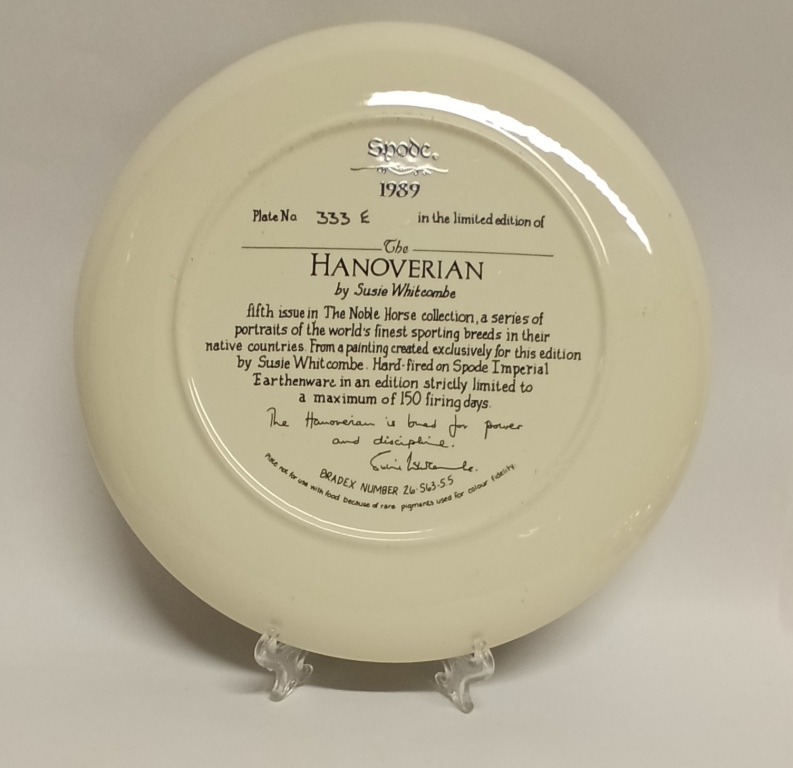 Spode.
1989
Plate No 333 E in the limited edition of
The
HANOVERIAN
by Susie Whitcombe
fifth issue in The Noble Horse collection, a series of
portraits of the world's finest sporting breeds in their
native countries. From a painting created exclusively for this edition
by Susie Whitcombe. Hard-fired on Spode Imperial
Earthenware in an edition strictly limited to
a maximum of 150 firing days.
The Hanoverian is bred for power
and discipline.
Susie Whitcombe.
BRADEX NUMBER 26-S63-5.5
Plate not for use with food because of rare pigments used for colour fidelity.